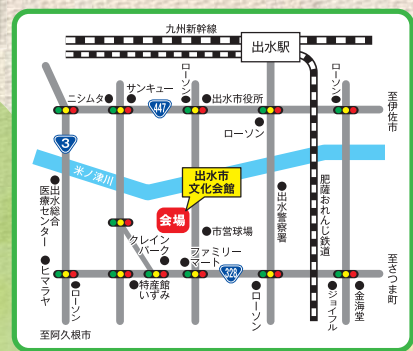 九州新幹線
出水駅
ニシムタ
サンキュー
ローソン
出水市役所
ローソン
ローソン
至伊佐市
447
3
米ノ津川
出水市
文化会館
会場
出水総合
医療センター
クレイン
パーク
市営球場
ファミリー
マート
出水警察署
肥薩おれんじ鉄道
328
至さつま町
ヒマラヤ
ローソン
特産館
いずみ
ローソン
ジョイフル
金海堂
至阿久根市